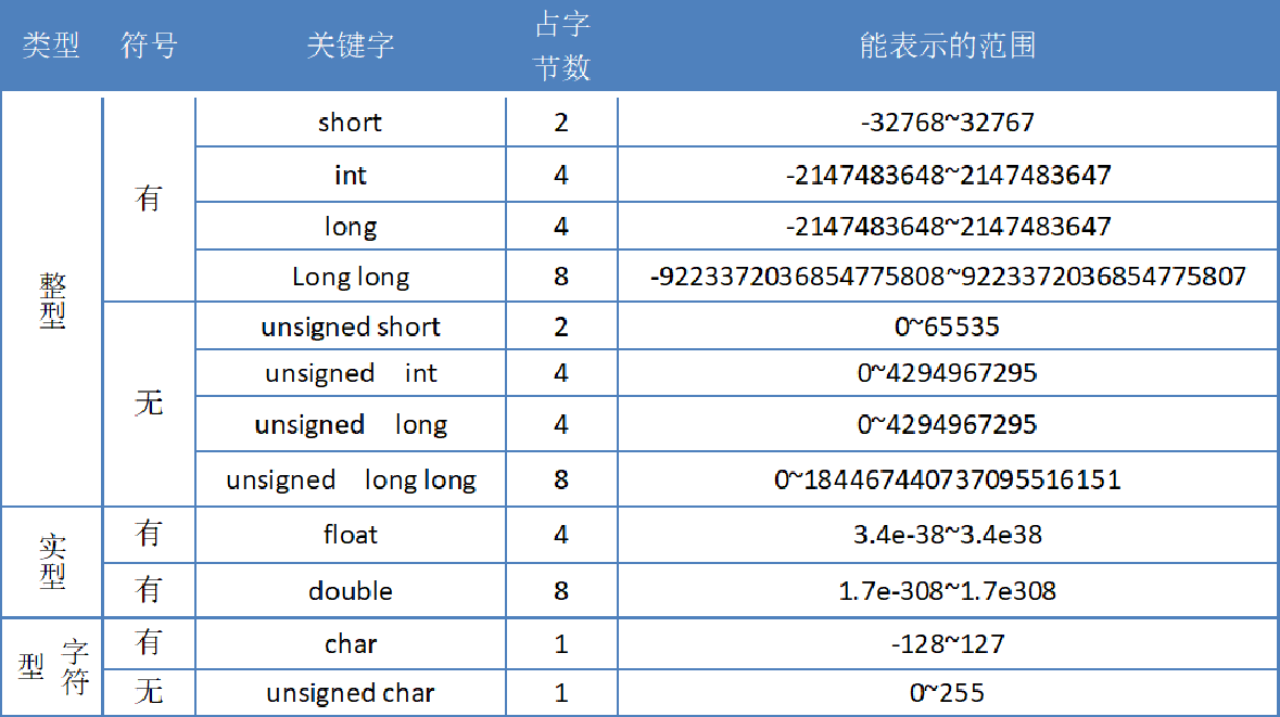 类型 符号 关键字 占字节数 能表示的范围
整型 有 short 2 -32768~32767
int 4 -2147483648~2147483647
long 4 -2147483648~2147483647
Long long 8 -9223372036854775808~9223372036854775807
无 unsigned short 2 0~65535
unsigned int 4 0~4294967295
unsigned long 4 0~4294967295
unsigned long long 8 0~18446744073709551​6151
实型 有 float 4 3.4e-38~3.4e38
有 double 8 1.7e-308~1.7e308
字符型 有 char 1 -128~127
无 unsigned char 1 0~255